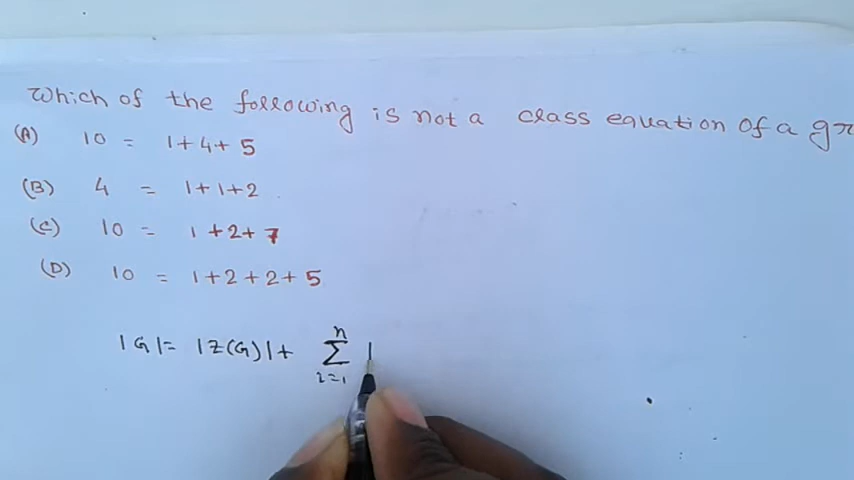 Which of the following is not a class equation of a gr
(A) 10 = 1+4+5
(B) 4 = 1+1+2
(C) 10 = 1+2+7
(D) 10 = 1+2+2+5
|G|= |Z(G)|+ n∑i=1 |